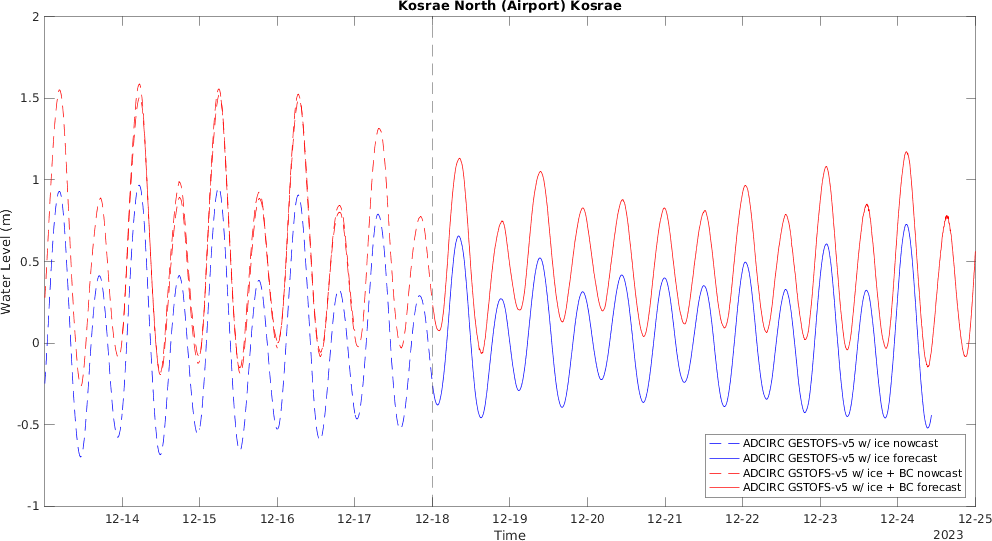 Kosrae North (Airport) Kosrae
2
1.5
1
0.5
0
-0.5
-1
Water Level (m)
12-14
12-15
12-16
12-17
12-18
12-19
12-20
12-21
12-22
12-23
12-24
12-25
Time
2023
ADCIRC GESTOFS-v5 w/ ice nowcast
ADCIRC GESTOFS-v5 w/ ice forecast
ADCIRC GSTOFS-v5 w/ ice + BC nowcast
ADCIRC GSTOFS-v5 w/ ice + BC forecast